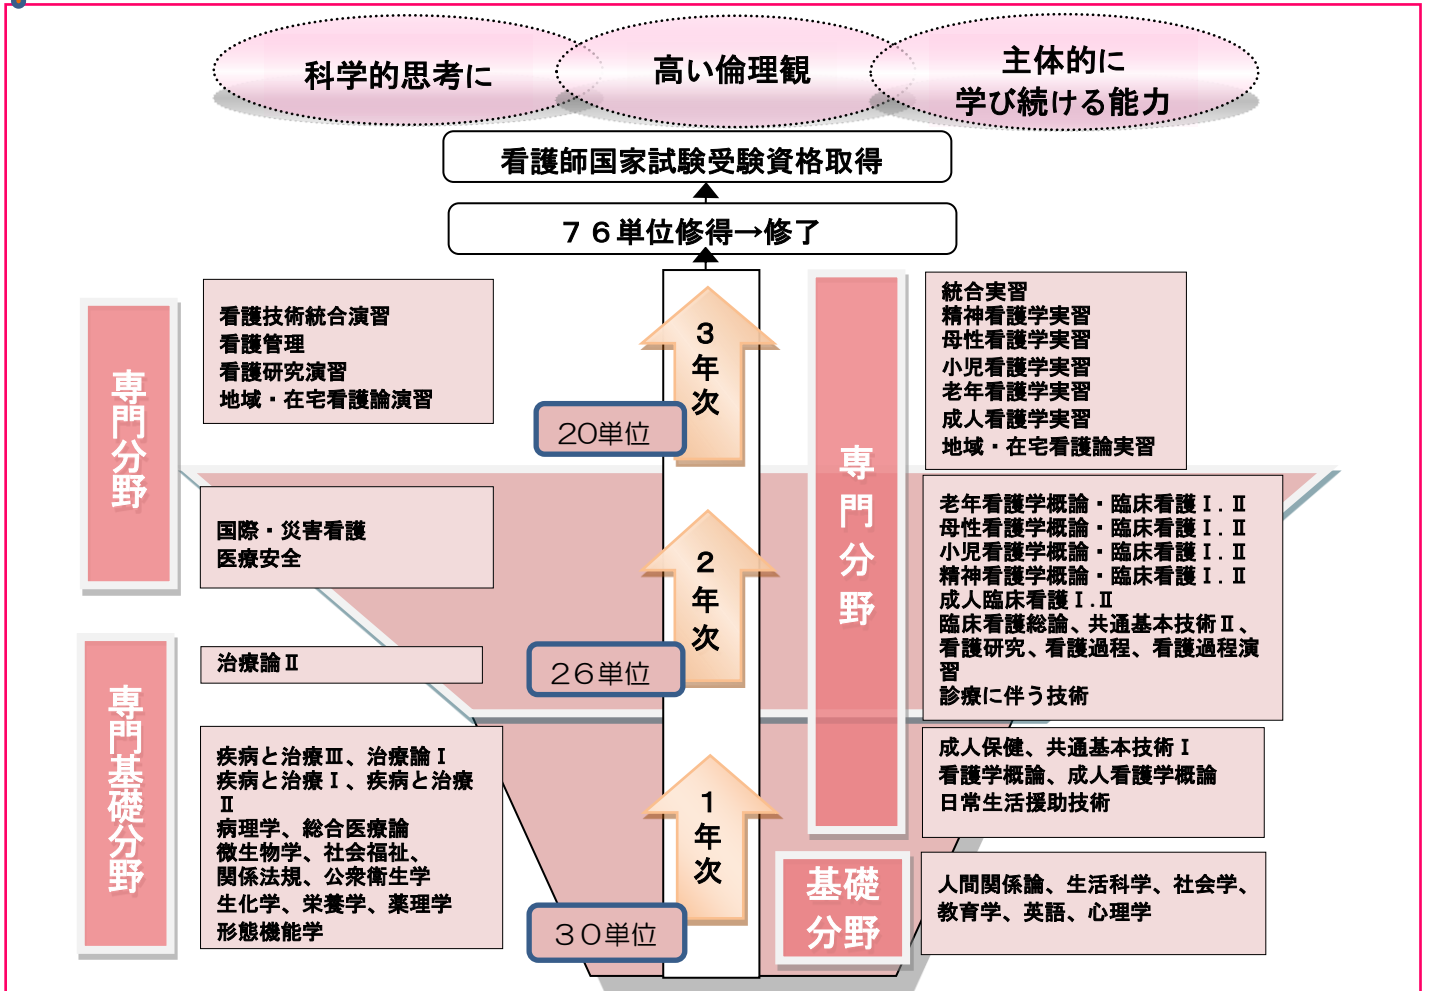 科学的思考に
高い倫理観
主体的に
学び続ける能力
看護師国家試験受験資格取得
７６単位修得→修了
専門分野
看護技術統合演習
看護管理
看護研究演習
地域・在宅看護論演習
国際・災害看護
医療安全
専門基礎分野
治療論Ⅱ
疾病と治療Ⅲ、治療論Ⅰ
疾病と治療Ⅰ、疾病と治療
Ⅱ
病理学、総合医療論
微生物学、社会福祉、
関係法規、公衆衛生学
生化学、栄養学、薬理学
形態機能学
３年次
20単位
２年次
26単位
１年次
３０単位
専門分野
統合実習
精神看護学実習
母性看護学実習
小児看護学実習
老年看護学実習
成人看護学実習
地域・在宅看護論実習
老年看護学概論・臨床看護Ⅰ．Ⅱ
母性看護学概論・臨床看護Ⅰ．Ⅱ
小児看護学概論・臨床看護Ⅰ．Ⅱ
精神看護学概論・臨床看護Ⅰ．Ⅱ
成人臨床看護Ⅰ.Ⅱ
臨床看護総論、共通基本技術Ⅱ、
看護研究、看護過程、看護過程演
習
診療に伴う技術
成人保健、共通基本技術Ⅰ
看護学概論、成人看護学概論
日常生活援助技術
基礎
分野
人間関係論、生活科学、社会学、
教育学、英語、心理学